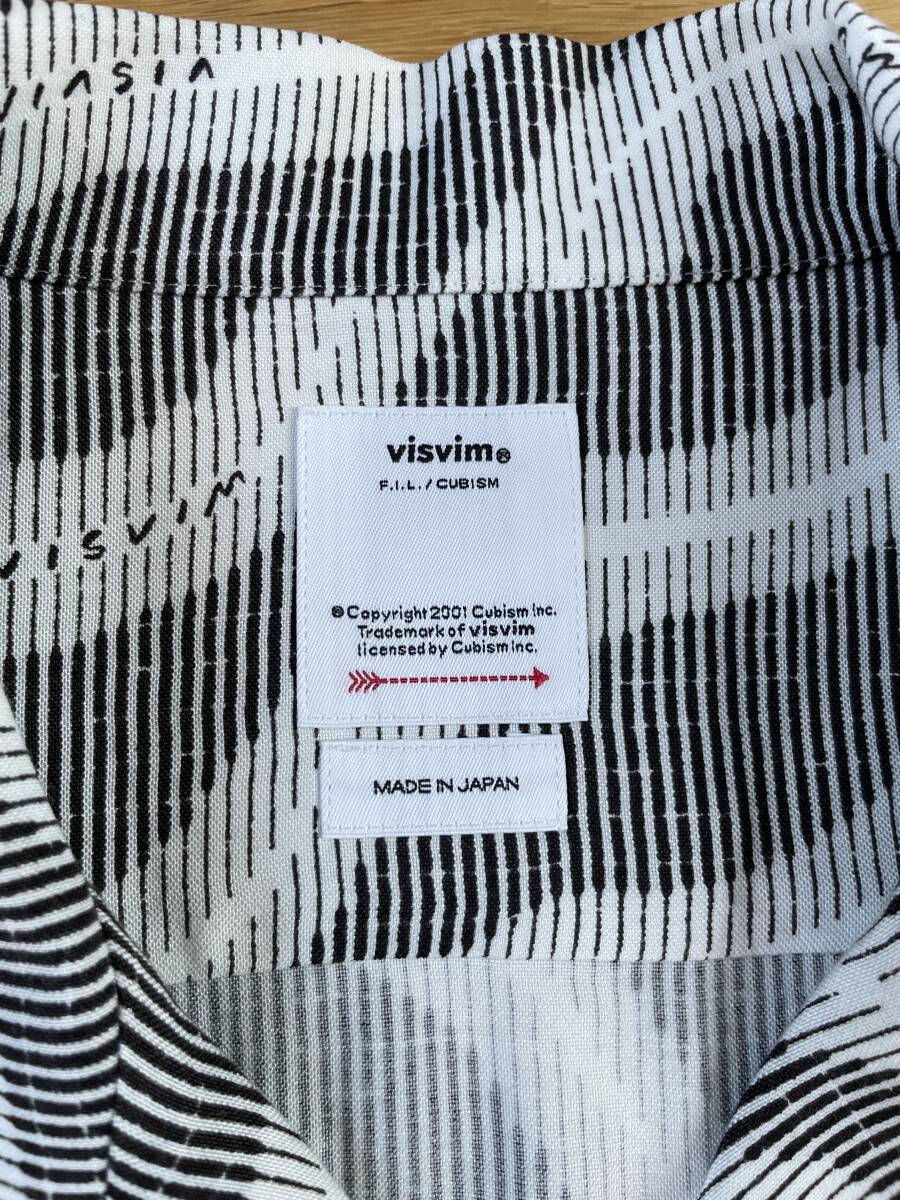 VISVIM
visvim®
F.I.L./CUBISM
©Copyright 2001 Cubism Inc.
Trademark of visvim
licensed by Cubism Inc.
MADE IN JAPAN